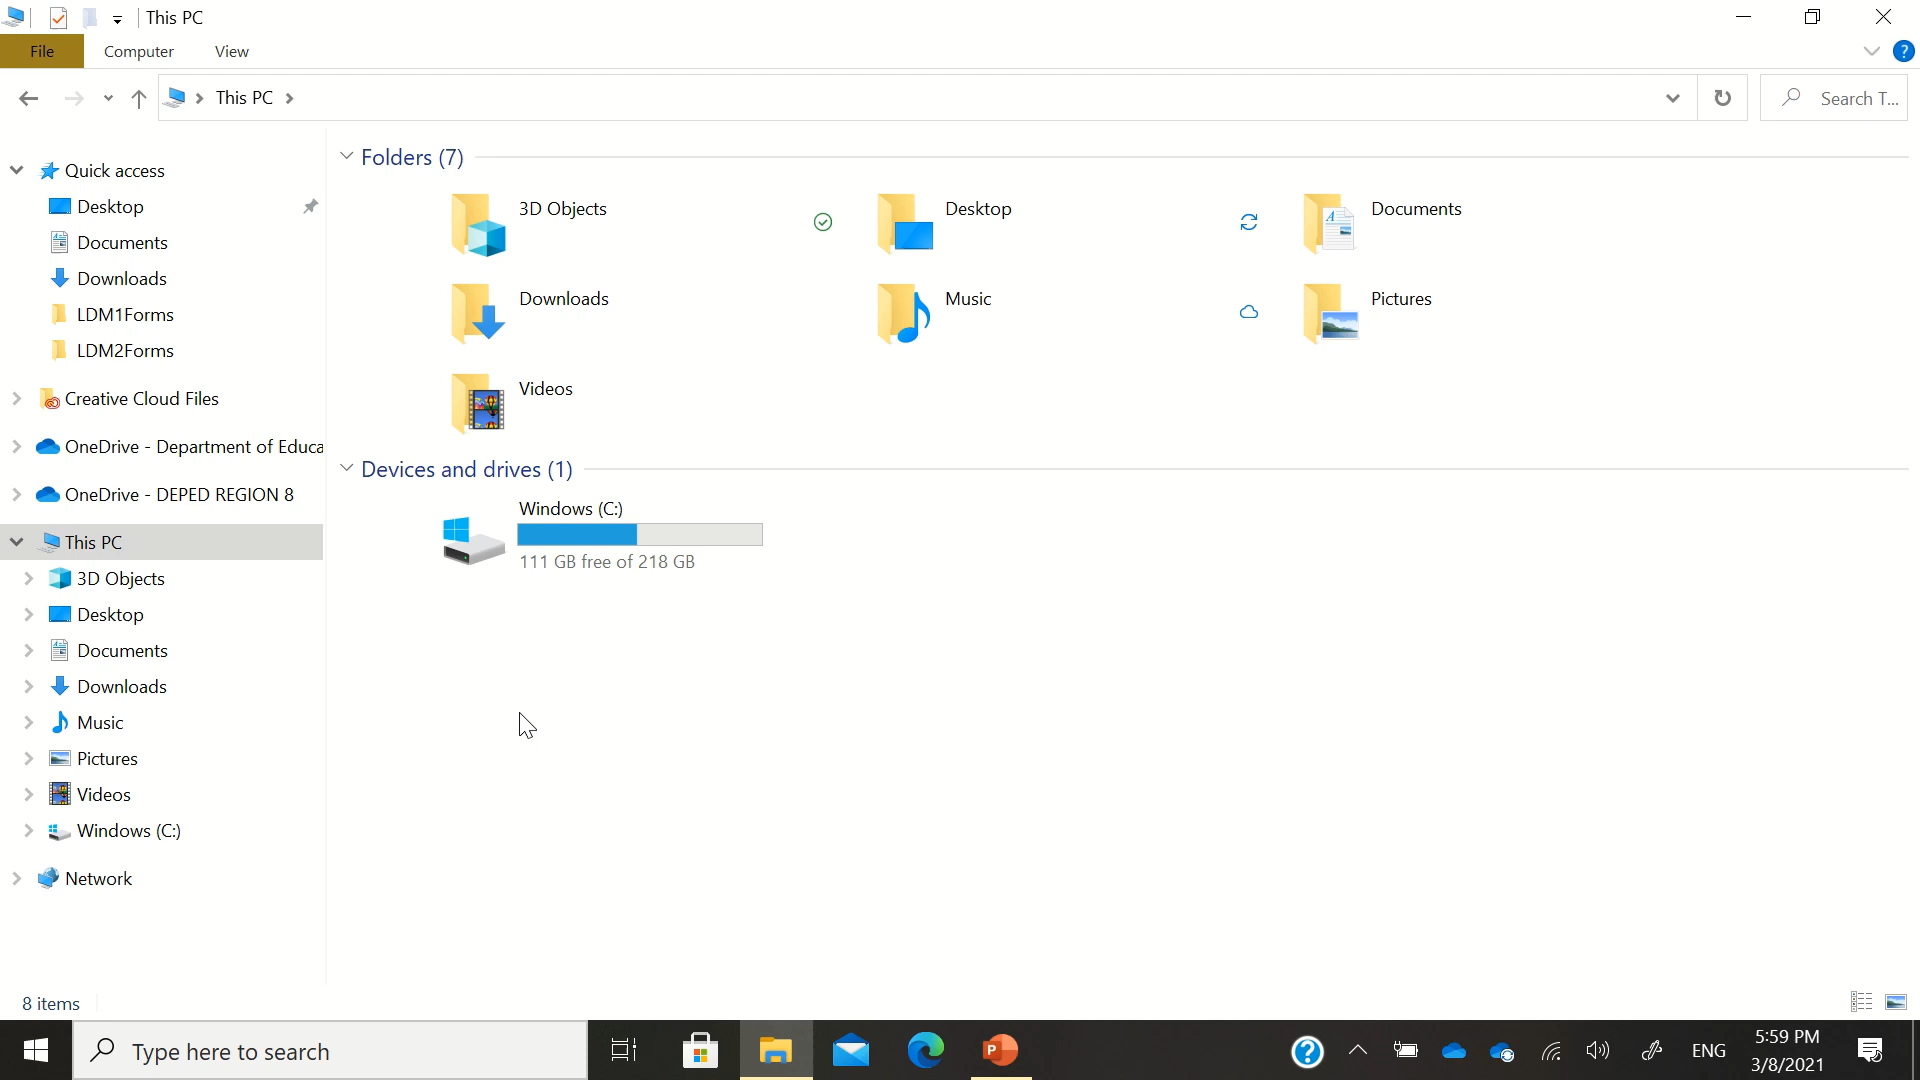 This PC
File Computer View
This PC
Search T...
Quick access
Desktop
Documents
Downloads
LDM1Forms
LDM2Forms
Creative Cloud Files
OneDrive - Department of Educa
OneDrive - DEPED REGION 8
This PC
3D Objects
Desktop
Documents
Downloads
Music
Pictures
Videos
Windows (C:)
Network
Folders (7)
3D Objects
Desktop
Documents
Downloads
Music
Pictures
Videos
Devices and drives (1)
Windows (C:)
111 GB free of 218 GB
8 items
Type here to search
ENG
5:59 PM
3/8/2021